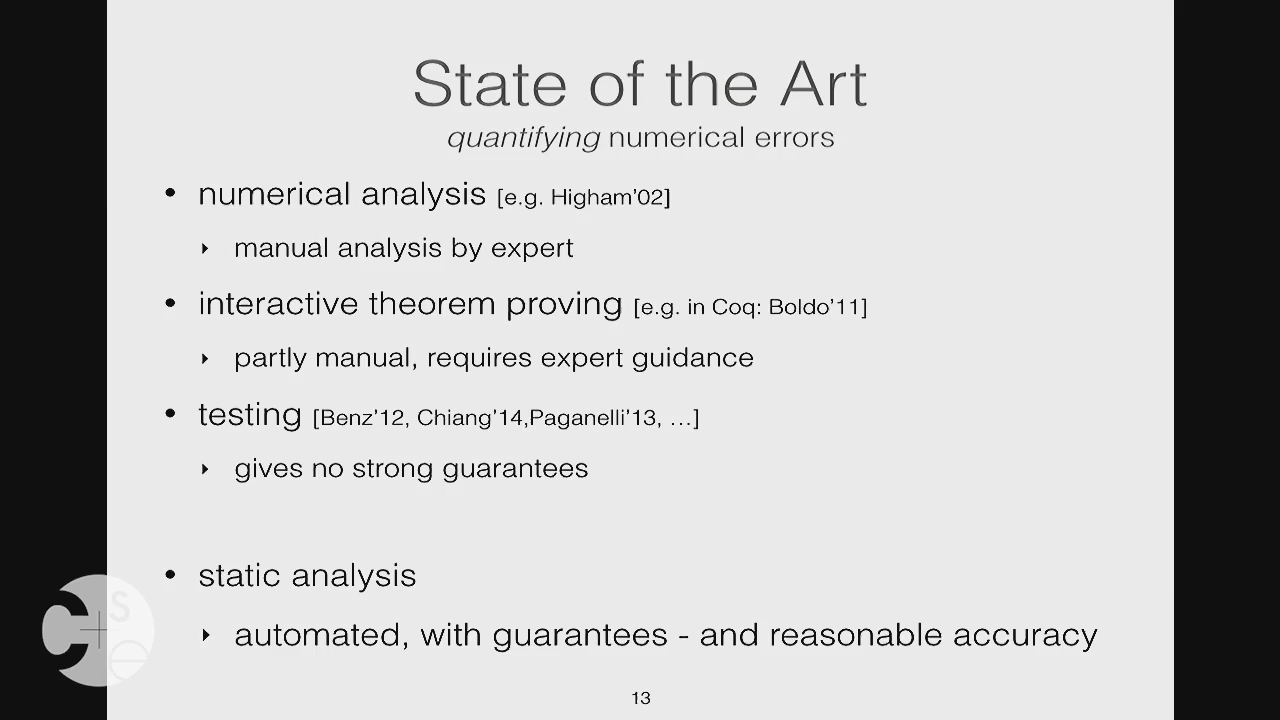 State of the Art
quantifying numerical errors
• numerical analysis [e.g. Higham’02]
‣ manual analysis by expert
• interactive theorem proving [e.g. in Coq: Boldo’11]
‣ partly manual, requires expert guidance
• testing [Benz’12, Chiang’14,Paganelli’13, …]
‣ gives no strong guarantees
• static analysis
‣ automated, with guarantees - and reasonable accuracy
C+se
13